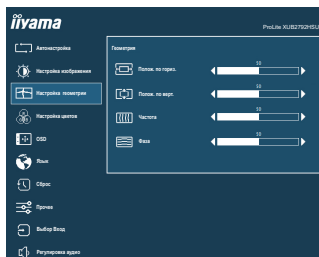 iiyama
ProLite XUB2792HSU
Автонастройка
Геометрия
Настройка изображения
Полож. по гориз.
50
Настройка геометрии
Полож. по верт.
50
Настройка цветов
Частота
50
OSD
Фаза
50
Язык
Сброс
Прочее
Выбор Входа
Регулировка аудио